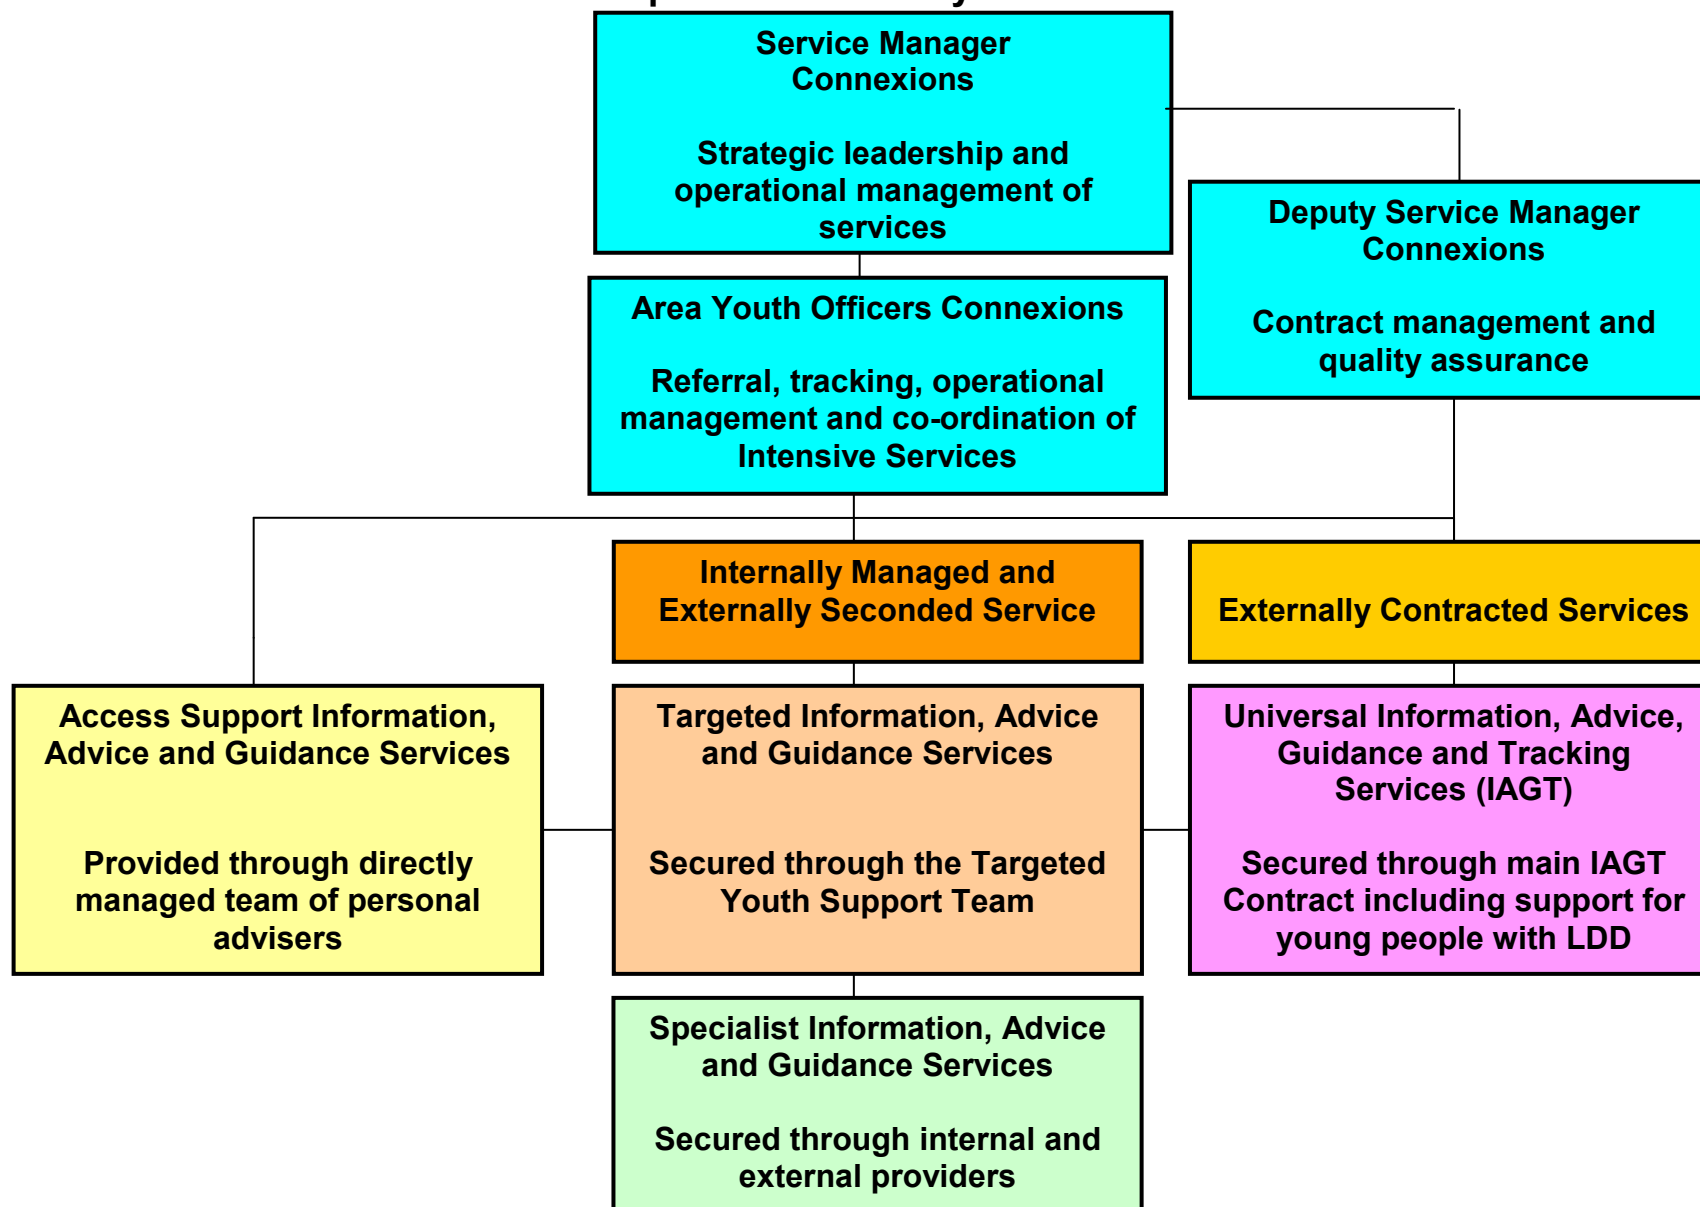 Service Manager
Connexions
Strategic leadership and
operational management of
services
Deputy Service Manager
Connexions
Contract management and
quality assurance
Area Youth Officers Connexions
Referral, tracking, operational
management and co-ordination of
Intensive Services
Internally Managed and
Externally Seconded Service
Externally Contracted Services
Access Support Information,
Advice and Guidance Services
Provided through directly
managed team of personal
advisers
Targeted Information, Advice
and Guidance Services
Secured through the Targeted
Youth Support Team
Universal Information, Advice,
Guidance and Tracking
Services (IAGT)
Secured through main IAGT
Contract including support for
young people with LDD
Specialist Information, Advice
and Guidance Services
Secured through internal and
external providers